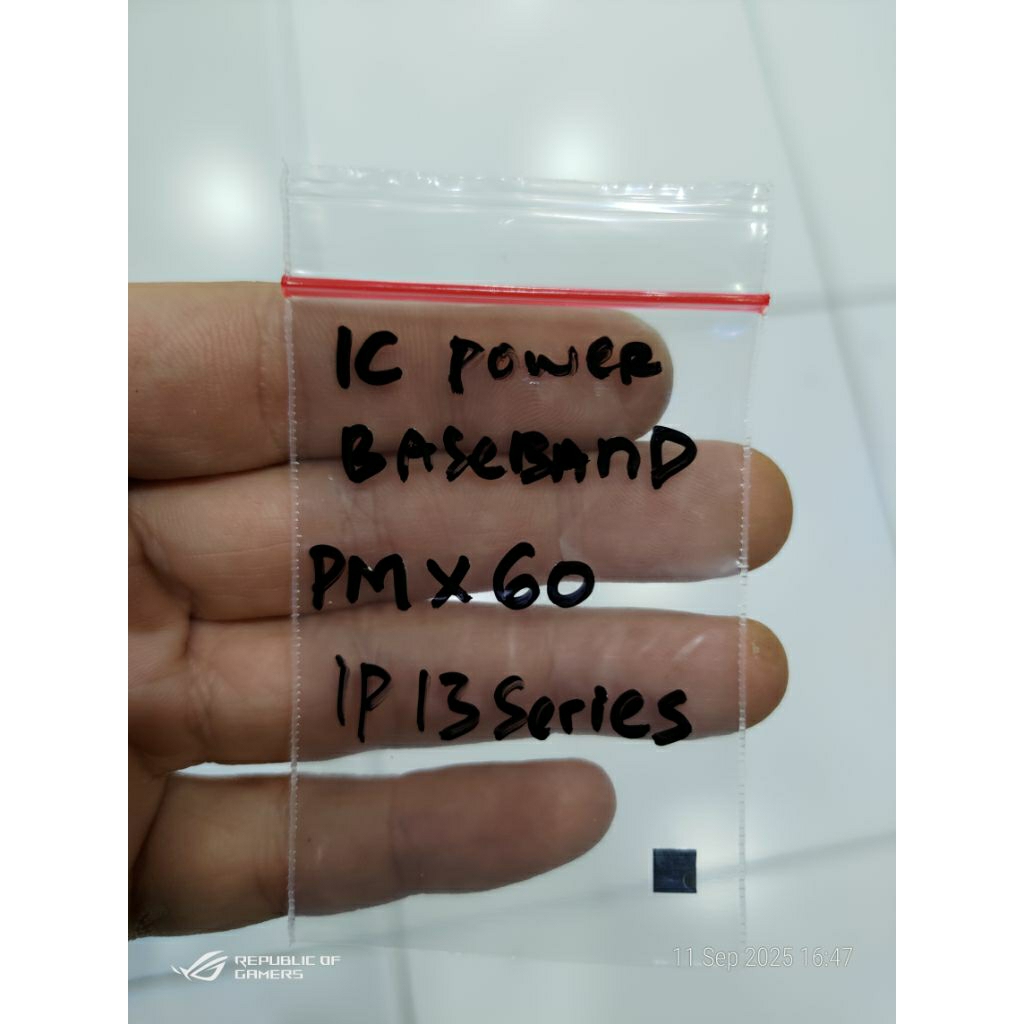 IC POWER
BASEBAND
PMX60
IP 13 Series
REPUBLIC OF
GAMERS
11 Sep 2025 16:47